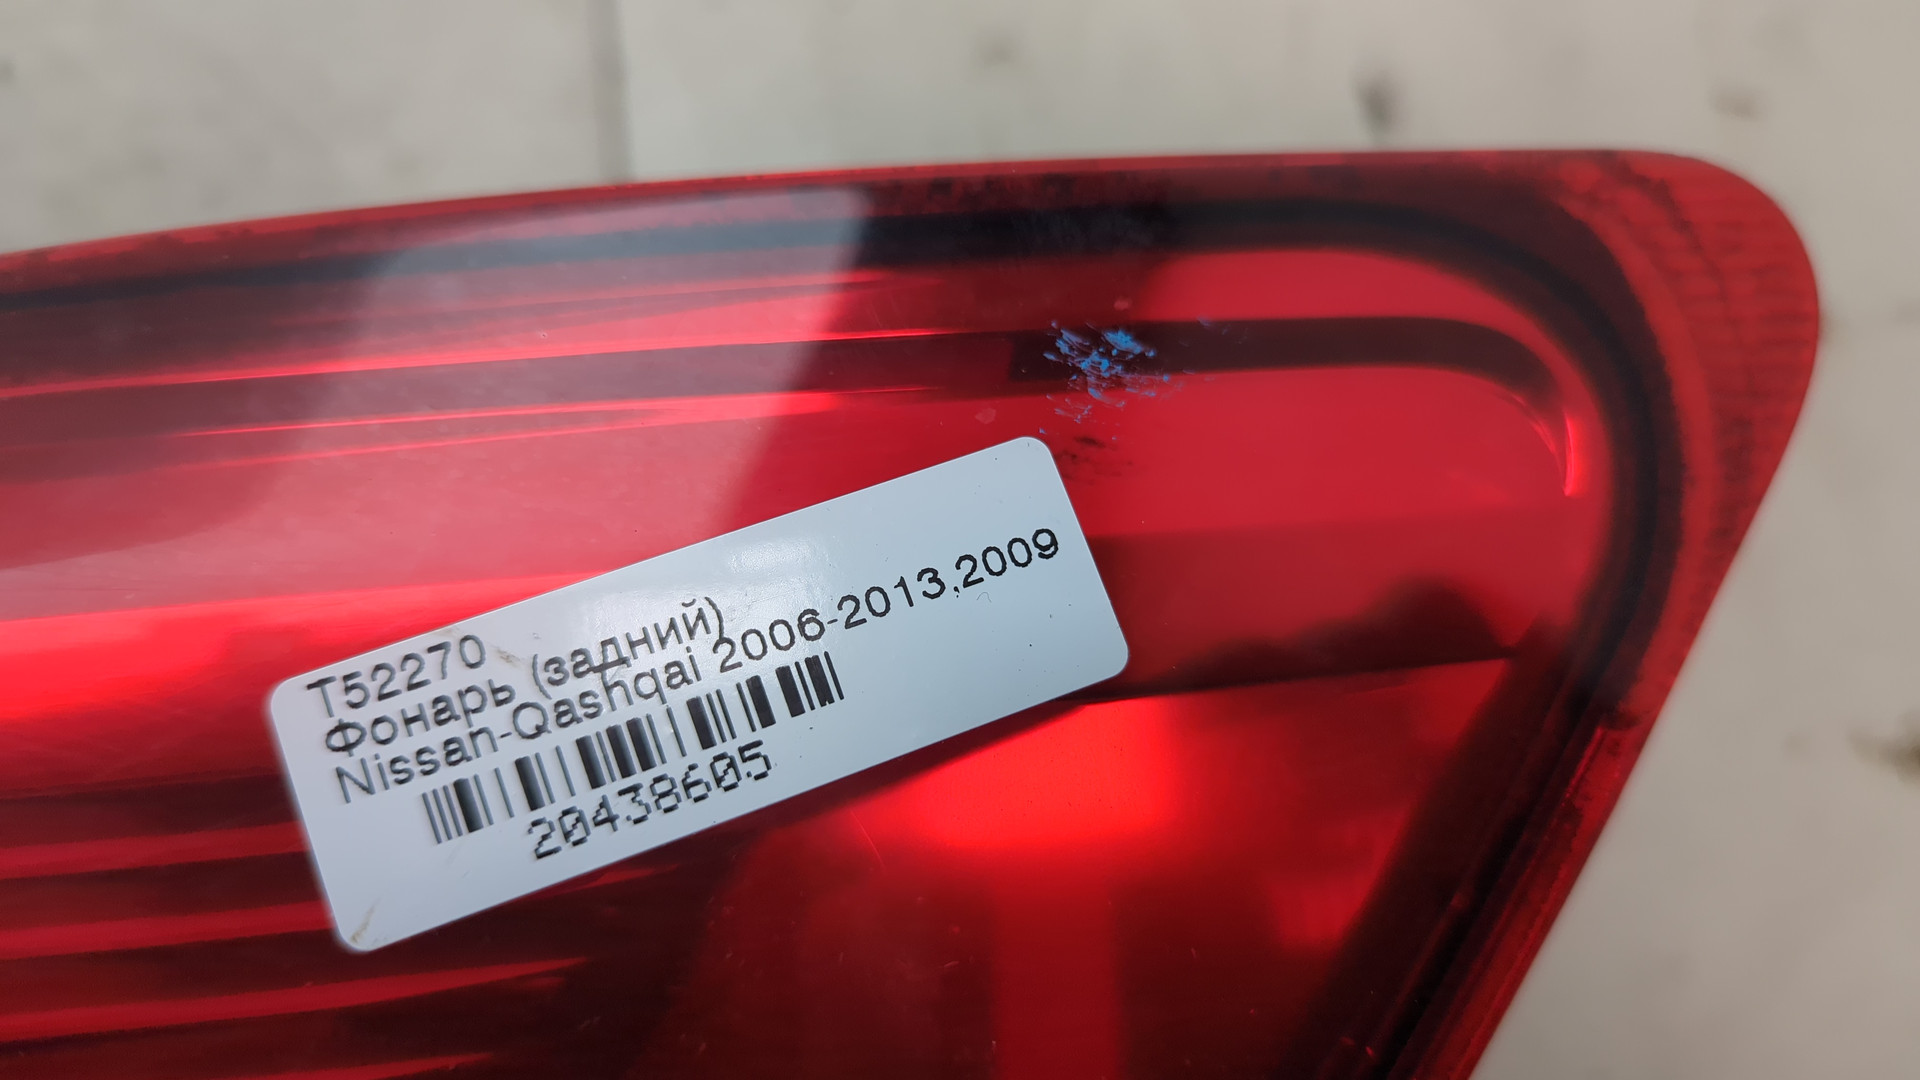 T52270
Фонарь (задний)
Nissan-Qashqai 2006-2013,2009
20438605